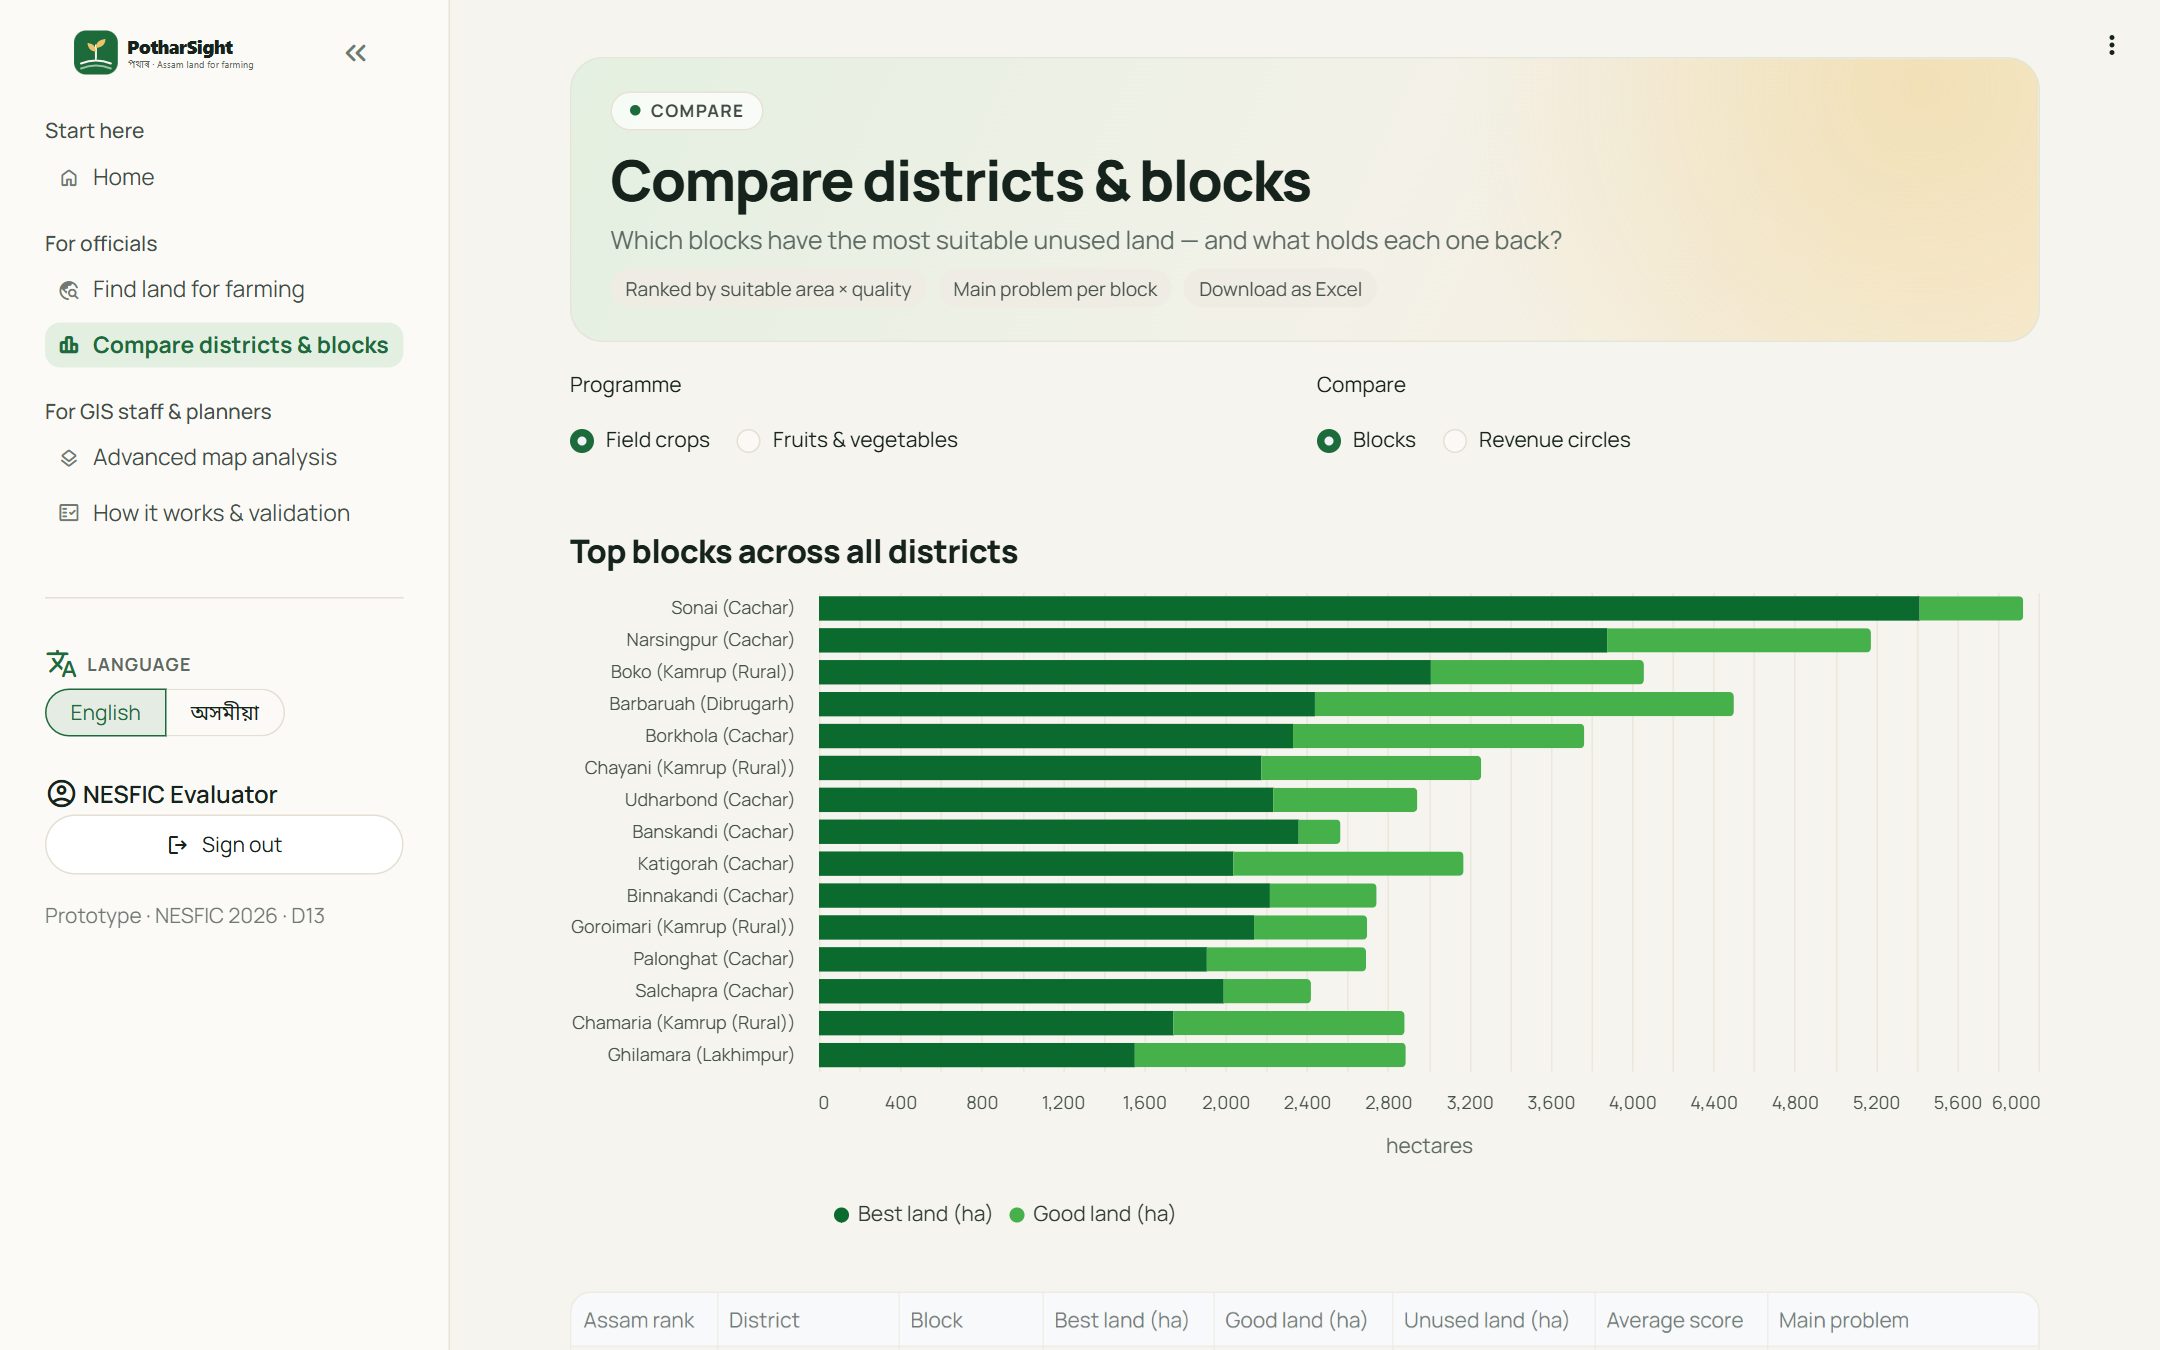 PotharSight
পথাৰ · Assam land for farming
Start here
Home
For officials
Find land for farming
Compare districts & blocks
For GIS staff & planners
Advanced map analysis
How it works & validation
LANGUAGE
English
অসমীয়া
NESFIC Evaluator
Sign out
Prototype · NESFIC 2026 · D13
COMPARE
Compare districts & blocks
Which blocks have the most suitable unused land — and what holds each one back?
Ranked by suitable area × quality
Main problem per block
Download as Excel
Programme
Field crops
Fruits & vegetables
Compare
Blocks
Revenue circles
Top blocks across all districts
Sonai (Cachar)
Narsingpur (Cachar)
Boko (Kamrup (Rural))
Barbaruah (Dibrugarh)
Borkhola (Cachar)
Chayani (Kamrup (Rural))
Udharbond (Cachar)
Banskandi (Cachar)
Katigorah (Cachar)
Binnakandi (Cachar)
Goroimari (Kamrup (Rural))
Palonghat (Cachar)
Salchapra (Cachar)
Chamaria (Kamrup (Rural))
Ghilamara (Lakhimpur)
0 400 800 1,200 1,600 2,000 2,400 2,800 3,200 3,600 4,000 4,400 4,800 5,200 5,600 6,000
hectares
Best land (ha) Good land (ha)
Assam rank District Block Best land (ha) Good land (ha) Unused land (ha) Average score Main problem